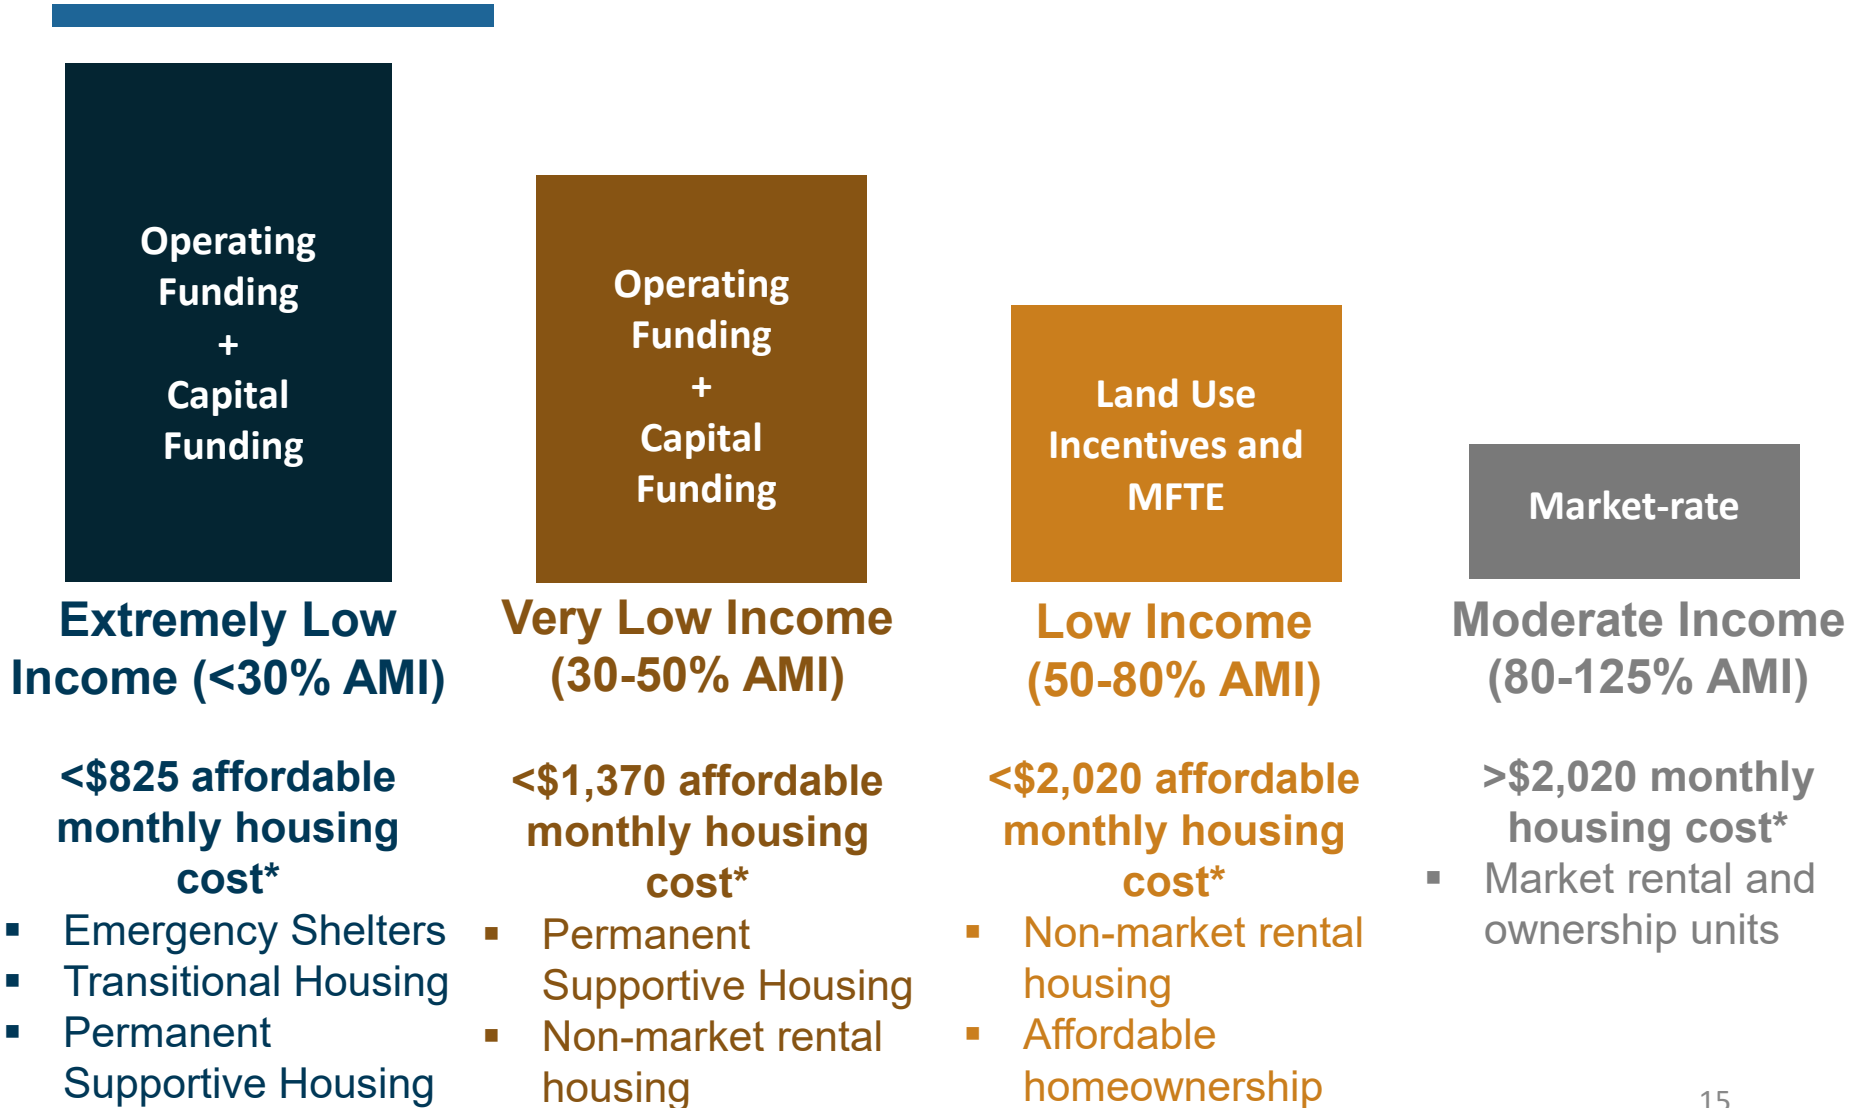 Operating
Funding
+
Capital
Funding
Extremely Low
Income (<30% AMI)
<$825 affordable
monthly housing
cost*
▪ Emergency Shelters
▪ Transitional Housing
▪ Permanent
Supportive Housing
Operating
Funding
+
Capital
Funding
Very Low Income
(30-50% AMI)
<$1,370 affordable
monthly housing
cost*
▪ Permanent
Supportive Housing
▪ Non-market rental
housing
Land Use
Incentives and
MFTE
Low Income
(50-80% AMI)
<$2,020 affordable
monthly housing
cost*
▪ Non-market rental
housing
▪ Affordable
homeownership
Market-rate
Moderate Income
(80-125% AMI)
>$2,020 monthly
housing cost*
▪ Market rental and
ownership units
15